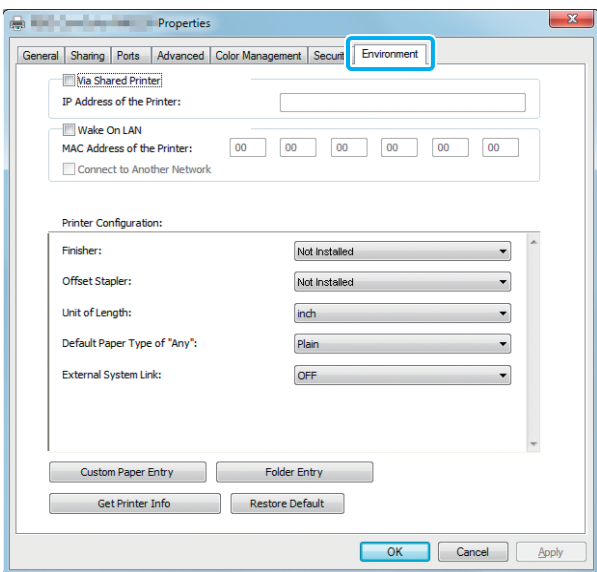 Properties
General Sharing Ports Advanced Color Management Securit Environment
Via Shared Printer
IP Address of the Printer:
Wake On LAN
MAC Address of the Printer: 00 00 00 00 00 00
Connect to Another Network
Printer Configuration:
Finisher: Not Installed
Offset Stapler: Not Installed
Unit of Length: inch
Default Paper Type of "Any": Plain
External System Link: OFF
Custom Paper Entry Folder Entry
Get Printer Info Restore Default
OK Cancel Apply